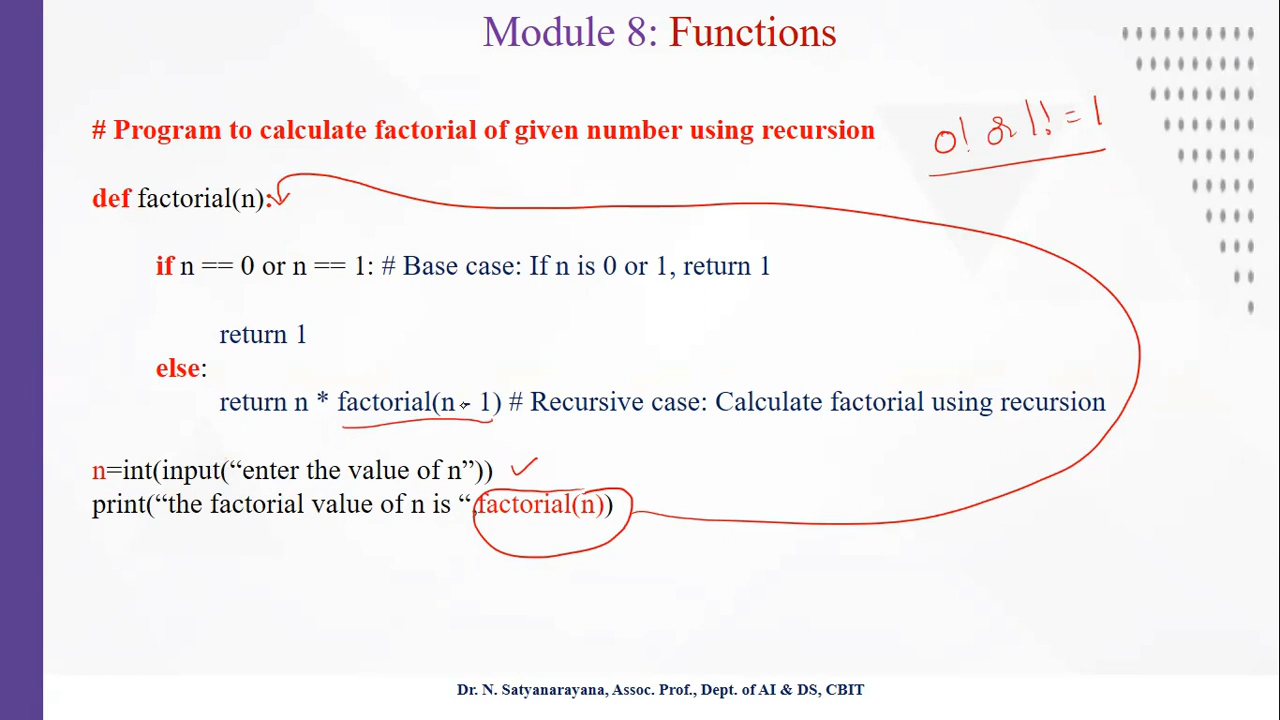 Module 8: Functions
# Program to calculate factorial of given number using recursion
0! or 1! = 1
def factorial(n):
if n == 0 or n == 1: # Base case: If n is 0 or 1, return 1
return 1
else:
return n * factorial(n - 1) # Recursive case: Calculate factorial using recursion
n=int(input(“enter the value of n”))
print(“the factorial value of n is “,factorial(n))
Dr. N. Satyanarayana, Assoc. Prof., Dept. of AI & DS, CBIT